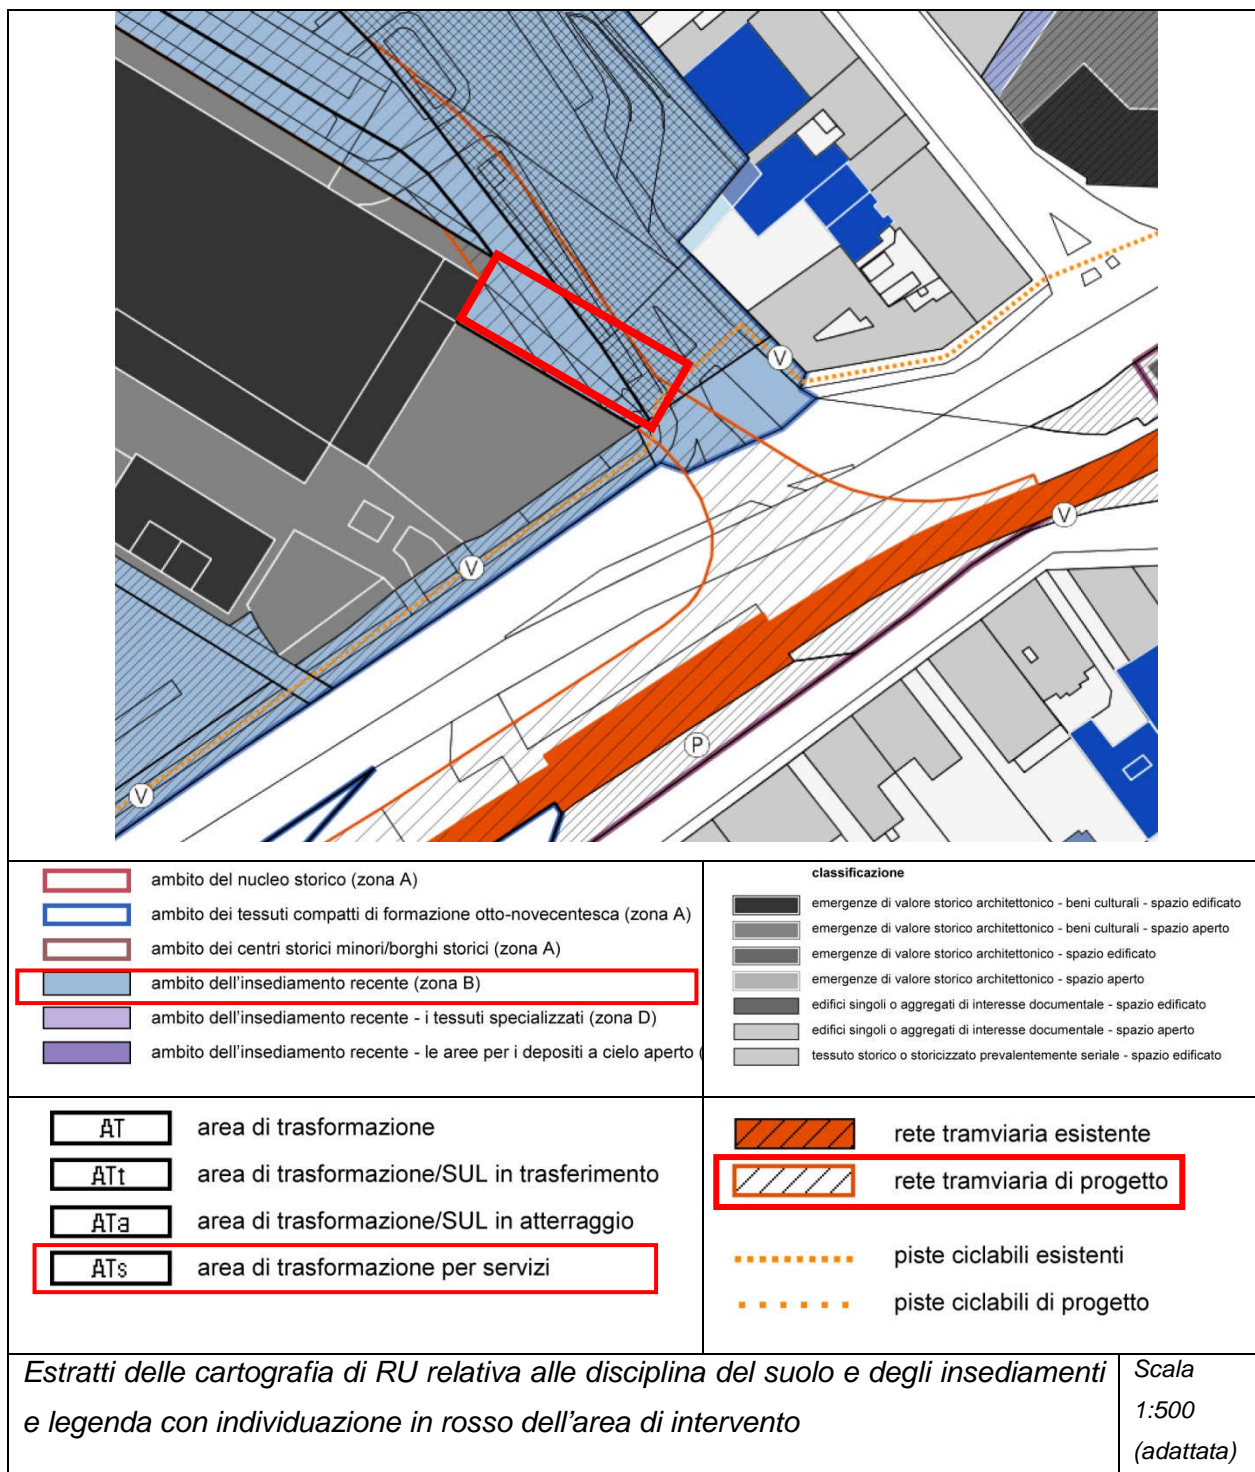 V
V
V
P
V
ambito del nucleo storico (zona A)
ambito dei tessuti compatti di formazione otto-novecentesca (zona A)
ambito dei centri storici minori/borghi storici (zona A)
ambito dell'insediamento recente (zona B)
ambito dell'insediamento recente - i tessuti specializzati (zona D)
ambito dell'insediamento recente - le aree per i depositi a cielo aperto (
classificazione
emergenze di valore storico architettonico - beni culturali - spazio edificato
emergenze di valore storico architettonico - beni culturali - spazio aperto
emergenze di valore storico architettonico - spazio edificato
emergenze di valore storico architettonico - spazio aperto
edifici singoli o aggregati di interesse documentale - spazio edificato
edifici singoli o aggregati di interesse documentale - spazio aperto
tessuto storico o storicizzato prevalentemente seriale - spazio edificato
AT area di trasformazione
ATt area di trasformazione/SUL in trasferimento
ATa area di trasformazione/SUL in atterraggio
ATs area di trasformazione per servizi
rete tramviaria esistente
rete tramviaria di progetto
piste ciclabili esistenti
piste ciclabili di progetto
Estratti delle cartografia di RU relativa alle disciplina del suolo e degli insediamenti
e legenda con individuazione in rosso dell'area di intervento
Scala
1:500
(adattata)